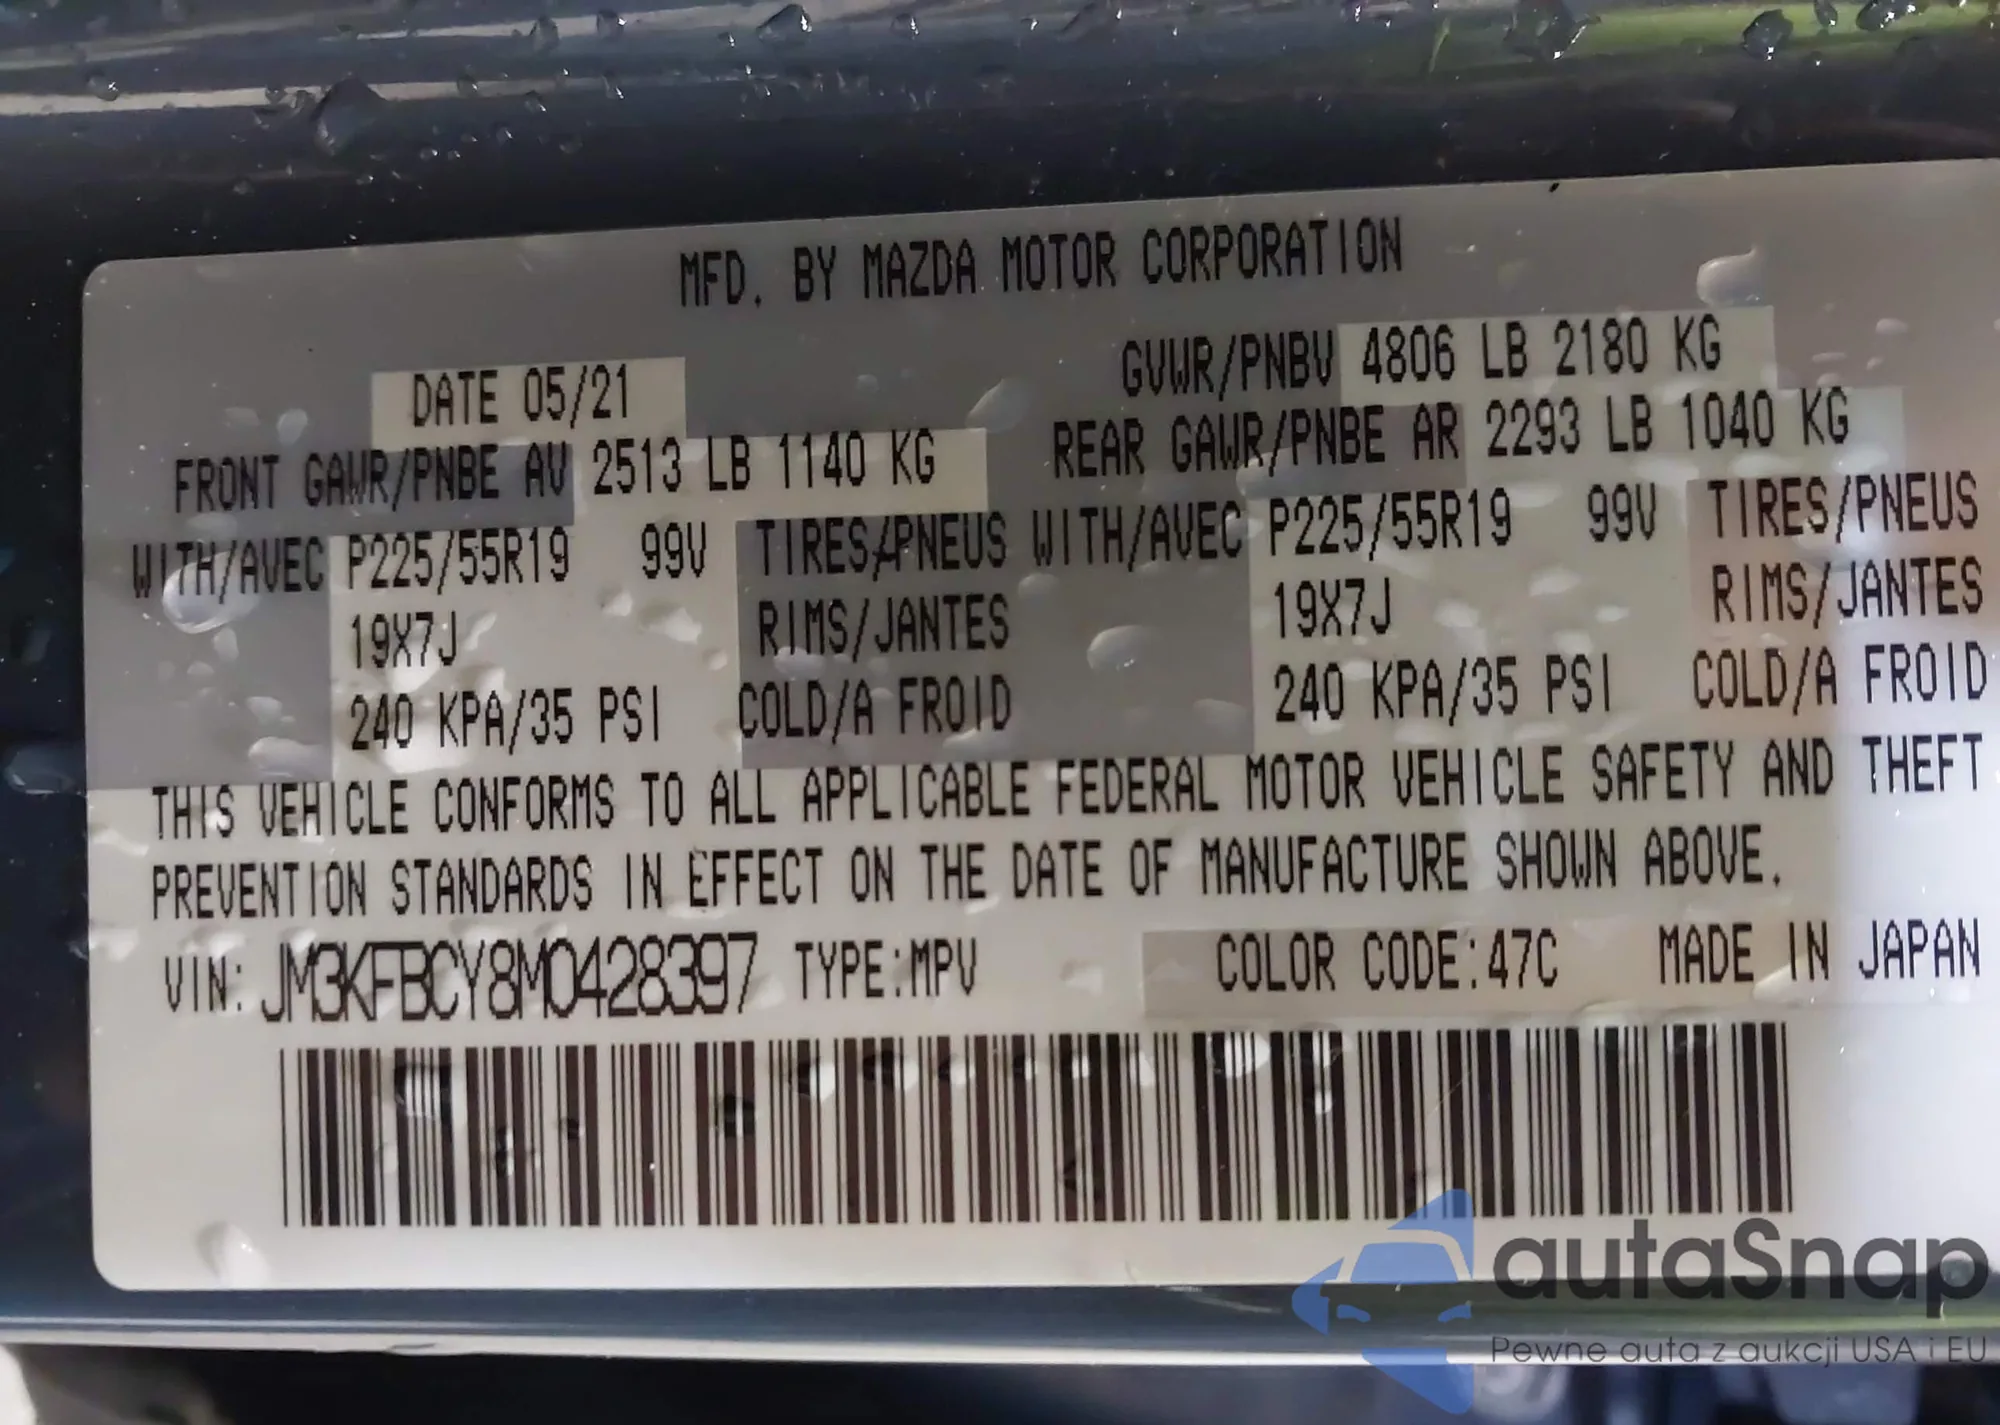 MFD. BY MAZDA MOTOR CORPORATION
DATE 05/21 GVWR/PNBV 4806 LB 2180 KG
FRONT GAWR/PNBE AV 2513 LB 1140 KG REAR GAWR/PNBE AR 2293 LB 1040 KG
WITH/AVEC P225/55R19 99V TIRES/PNEUS WITH/AVEC P225/55R19 99V TIRES/PNEUS
19X7J RIMS/JANTES 19X7J RIMS/JANTES
240 KPA/35 PSI COLD/A FROID 240 KPA/35 PSI COLD/A FROID
THIS VEHICLE CONFORMS TO ALL APPLICABLE FEDERAL MOTOR VEHICLE SAFETY AND THEFT
PREVENTION STANDARDS IN EFFECT ON THE DATE OF MANUFACTURE SHOWN ABOVE.
VIN: JM3KFBCY8M0428397 TYPE:MPV COLOR CODE:47C MADE IN JAPAN
autaSnap
Pewne auta z aukcji USA i EU